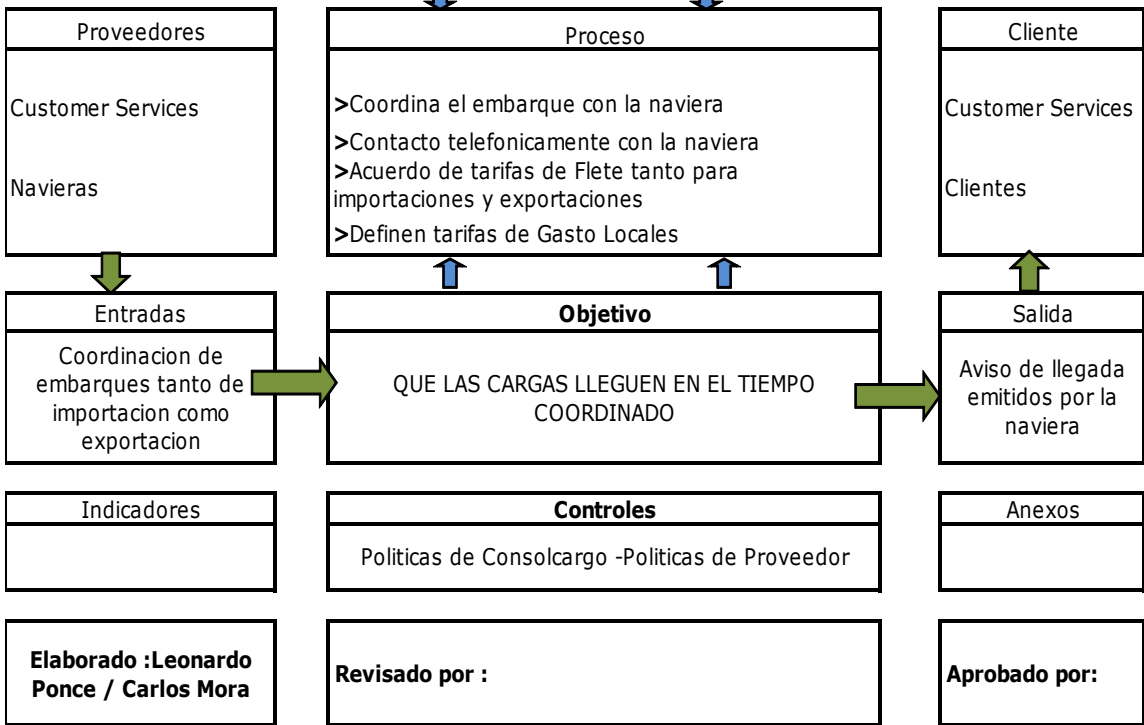 Proveedores
Customer Services
Navieras
Proceso
>Coordina el embarque con la naviera
>Contacto telefonicamente con la naviera
>Acuerdo de tarifas de Flete tanto para
importaciones y exportaciones
>Definen tarifas de Gasto Locales
Cliente
Customer Services
Clientes
Entradas
Coordinacion de
embarques tanto de
importacion como
exportacion
Objetivo
QUE LAS CARGAS LLEGUEN EN EL TIEMPO
COORDINADO
Salida
Aviso de llegada
emitidos por la
naviera
Indicadores
Controles
Politicas de Consolcargo -Politicas de Proveedor
Anexos
Elaborado :Leonardo
Ponce / Carlos Mora
Revisado por :
Aprobado por: